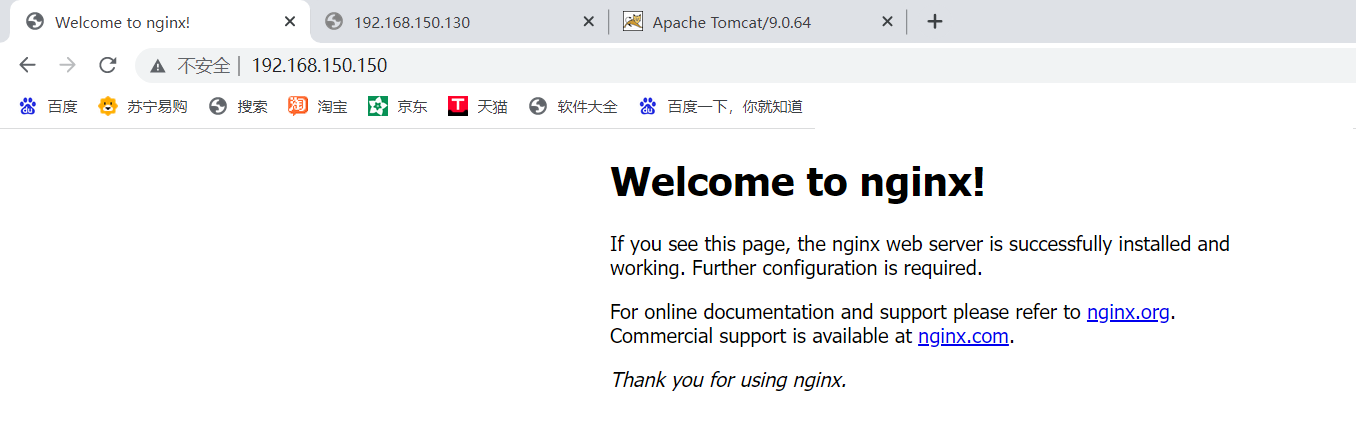 Welcome to nginx!
192.168.150.130
Apache Tomcat/9.0.64
不安全 | 192.168.150.150
百度 苏宁易购 搜索 淘宝 京东 天猫 软件大全 百度一下，你就知道
Welcome to nginx!
If you see this page, the nginx web server is successfully installed and
working. Further configuration is required.
For online documentation and support please refer to nginx.org.
Commercial support is available at nginx.com.
Thank you for using nginx.